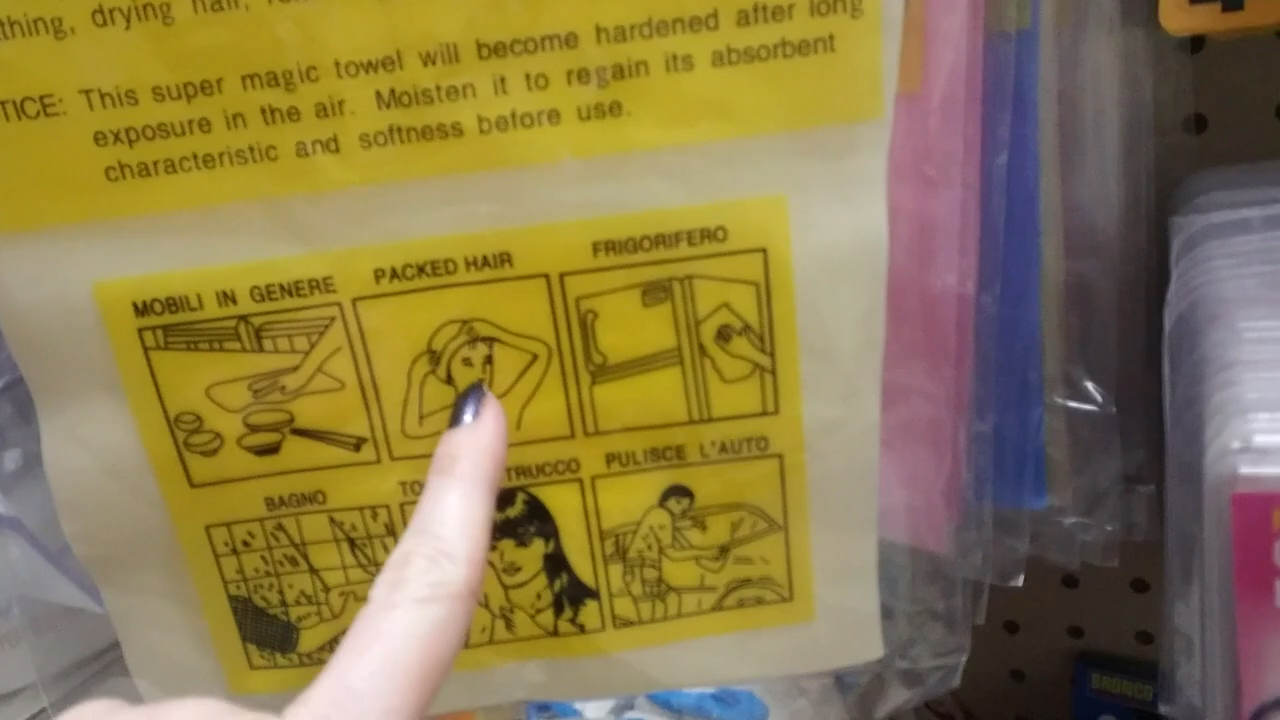 thing, drying hair,
TICE: This super magic towel will become hardened after long
exposure in the air. Moisten it to regain its absorbent
characteristic and softness before use.
MOBILI IN GENERE
PACKED HAIR
FRIGORIFERO
BAGNO
TO
TRUCCO
PULISCE L'AUTO
BRONCO